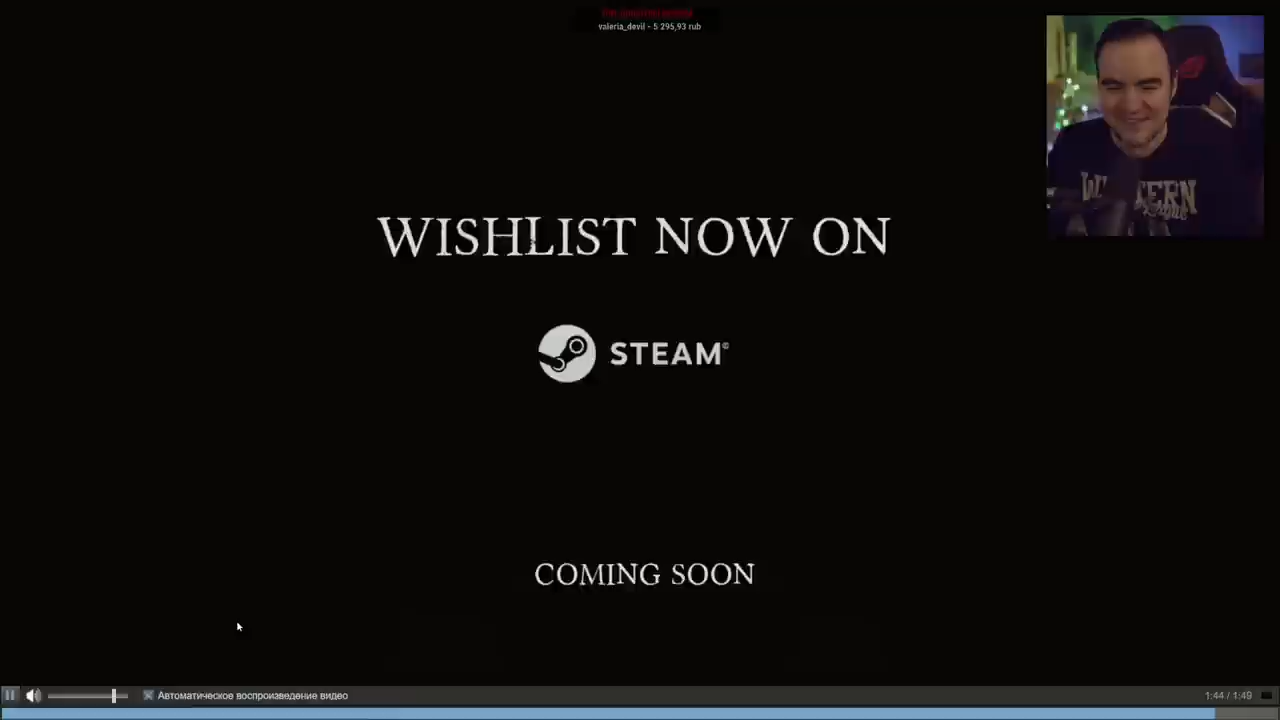 valeria_devil - 5 295,93 rub
WISHLIST NOW ON
STEAM©
COMING SOON
Автоматическое воспроизведение видео
1:44 / 1:49